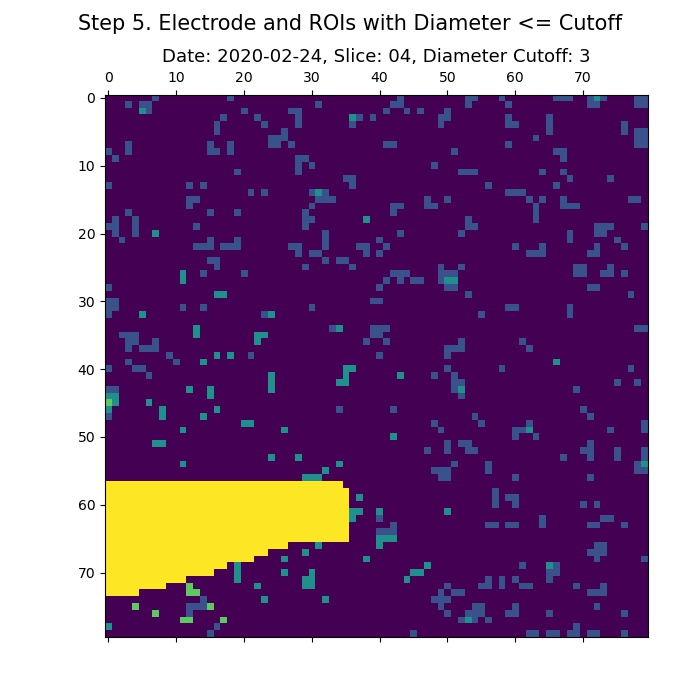 Step 5. Electrode and ROIs with Diameter <= Cutoff
Date: 2020-02-24, Slice: 04, Diameter Cutoff: 3
0 10 20 30 40 50 60 70
0
10
20
30
40
50
60
70